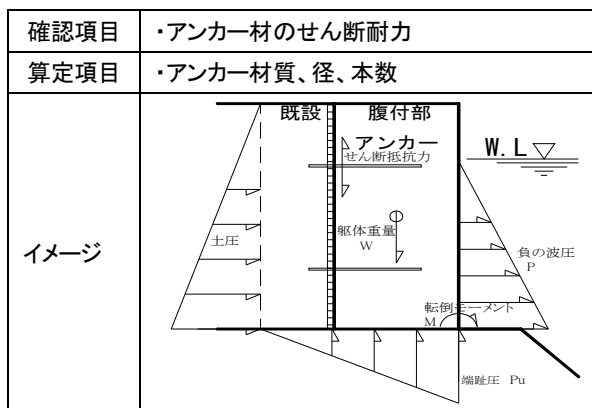 確認項目 ・アンカー材のせん断耐力
算定項目 ・アンカー材質、径、本数
イメージ
既設 腹付部
アンカー
せん断抵抗力
W.L
土圧
躯体重量
W
負の波圧
P
転倒モーメント
M
端趾圧 Pu